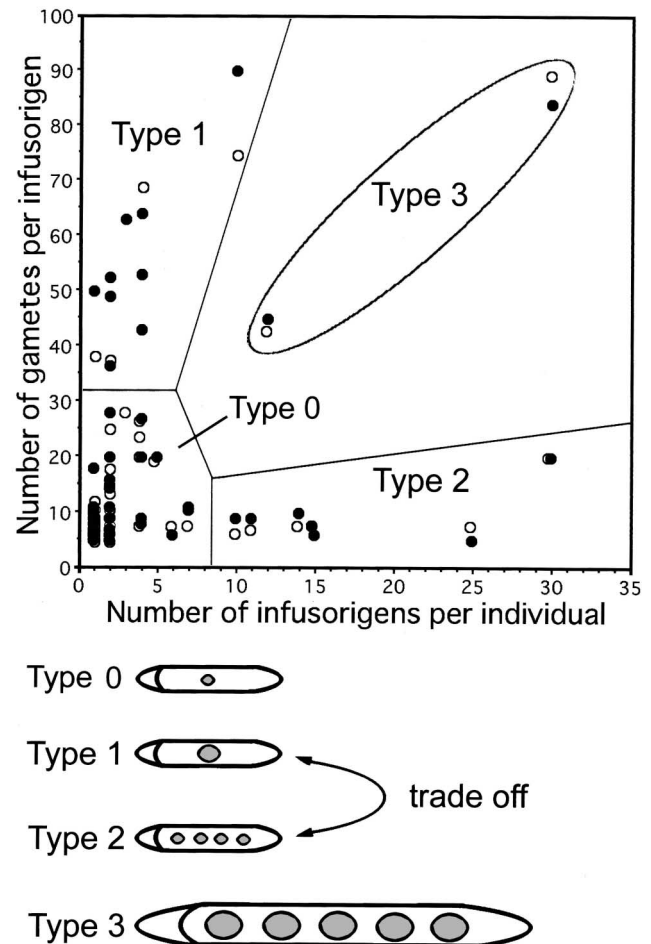 100
90
80
70
60
50
40
30
20
10
0
Number of gametes per infusorigen
Type 1
Type 3
Type 0
Type 2
0 5 10 15 20 25 30 35
Number of infusorigens per individual
Type 0
Type 1
trade off
Type 2
Type 3